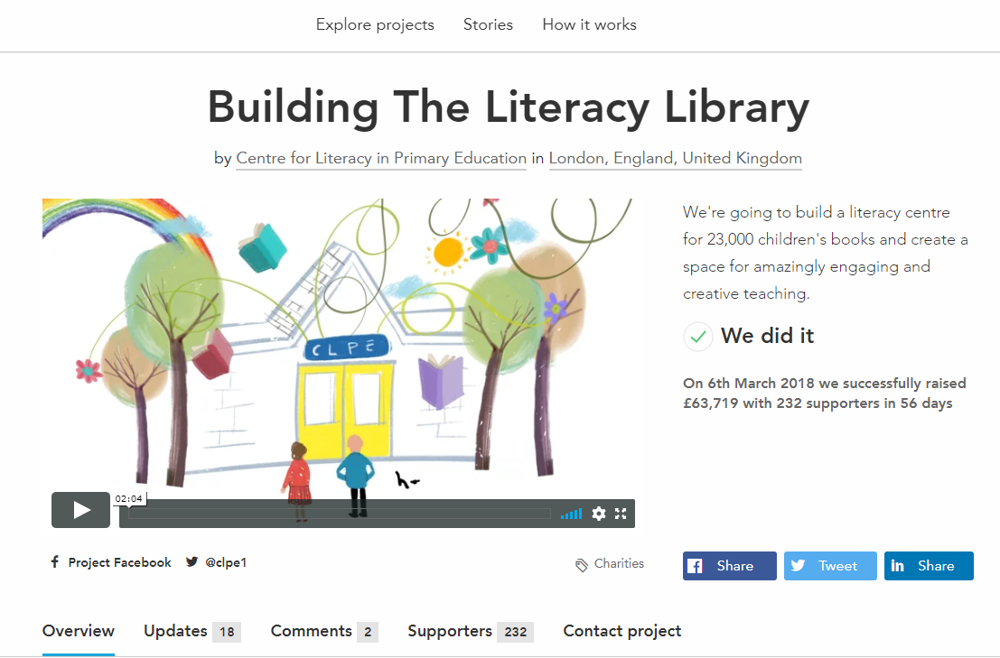 Explore projects Stories How it works
Building The Literacy Library
by Centre for Literacy in Primary Education in London, England, United Kingdom
We're going to build a literacy centre
for 23,000 children's books and create a
space for amazingly engaging and
creative teaching.
We did it
On 6th March 2018 we successfully raised
£63,719 with 232 supporters in 56 days
CLPE
h-
02:04
Project Facebook @clpe1
Charities
Share Tweet Share
Overview Updates 18 Comments 2 Supporters 232 Contact project